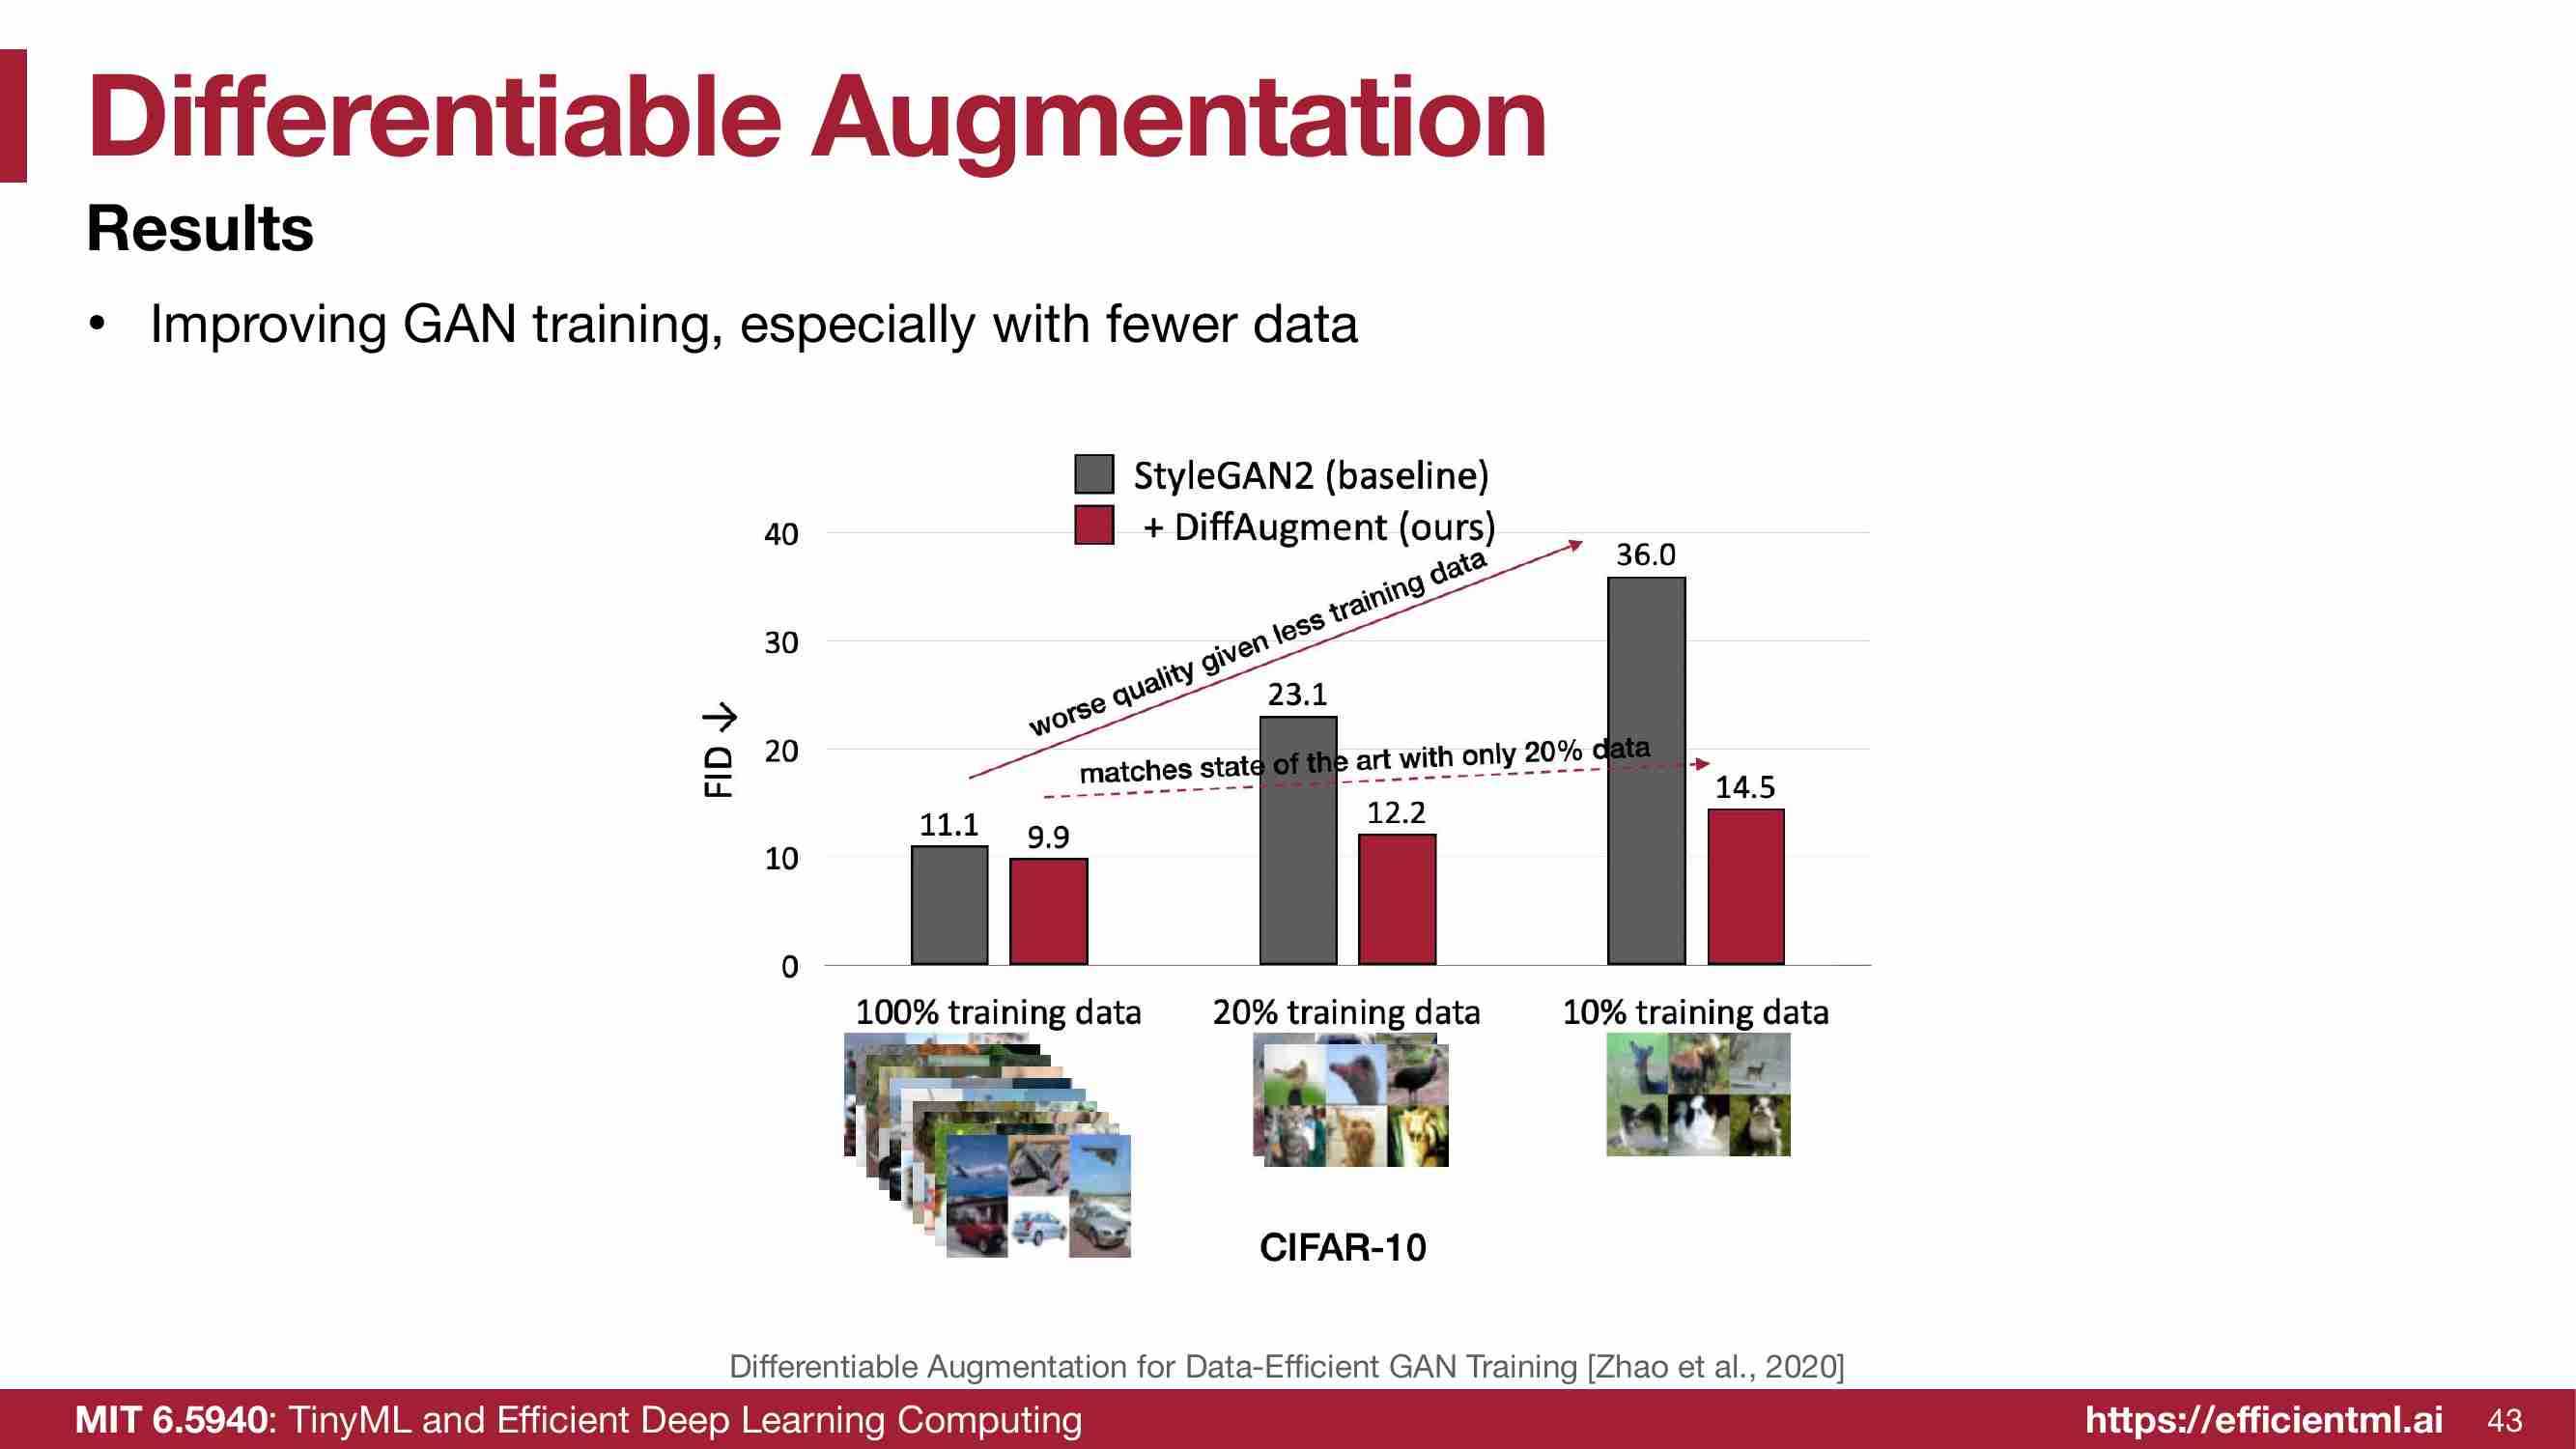 Differentiable Augmentation
Results
• Improving GAN training, especially with fewer data
StyleGAN2 (baseline)
+ DiffAugment (ours)
40
30
20
10
0
FID →
worse quality given less training data
matches state of the art with only 20% data
11.1
9.9
23.1
12.2
36.0
14.5
100% training data
20% training data
10% training data
CIFAR-10
Differentiable Augmentation for Data-Efficient GAN Training [Zhao et al., 2020]
MIT 6.5940: TinyML and Efficient Deep Learning Computing
https://efficientml.ai
43